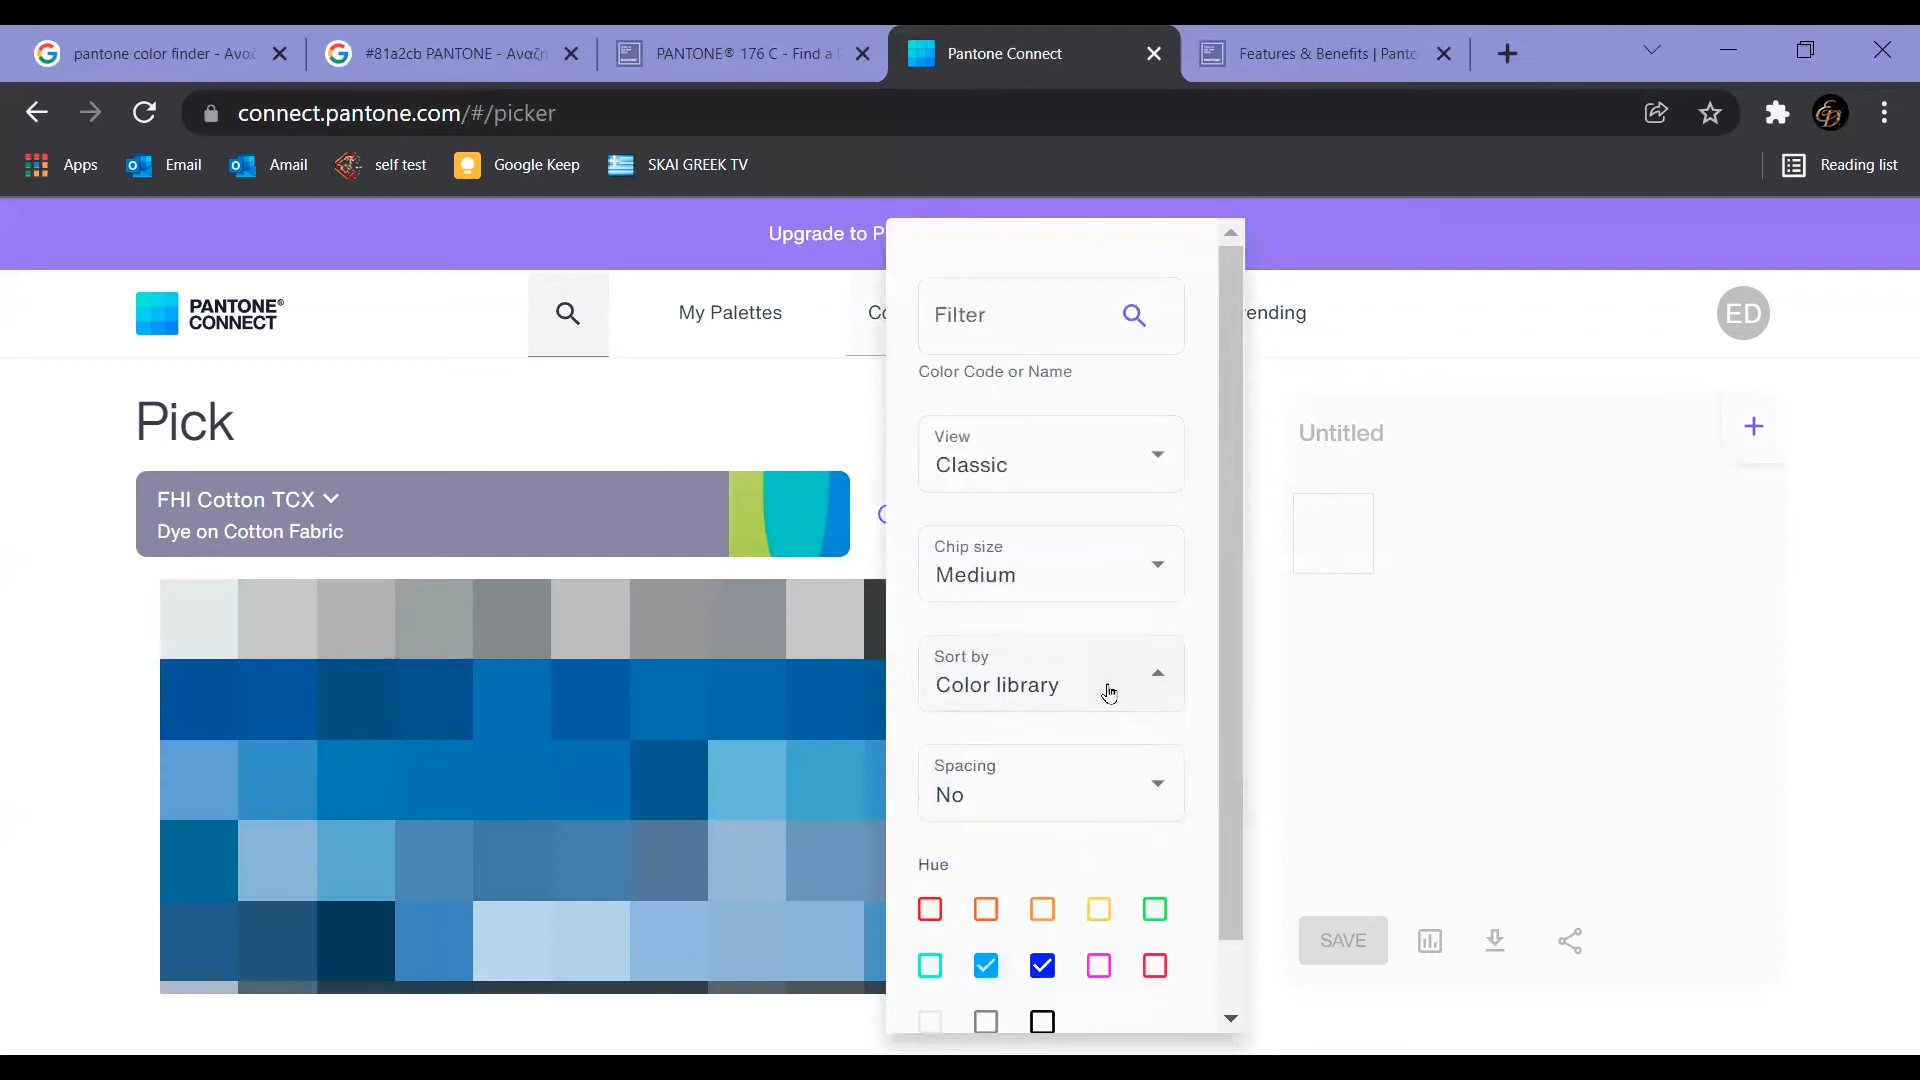 pantone color finder - Ανα
#81a2cb PANTONE - Αναζη
PANTONE® 176 C - Find a
Pantone Connect
Features & Benefits | Panto
connect.pantone.com/#/picker
Apps
Email
Amail
self test
Google Keep
SKAI GREEK TV
Reading list
Upgrade to P
PANTONE®
CONNECT
My Palettes
Co
ending
ED
Pick
Untitled
FHI Cotton TCX
Dye on Cotton Fabric
Filter
Color Code or Name
View
Classic
Chip size
Medium
Sort by
Color library
Spacing
No
Hue
SAVE